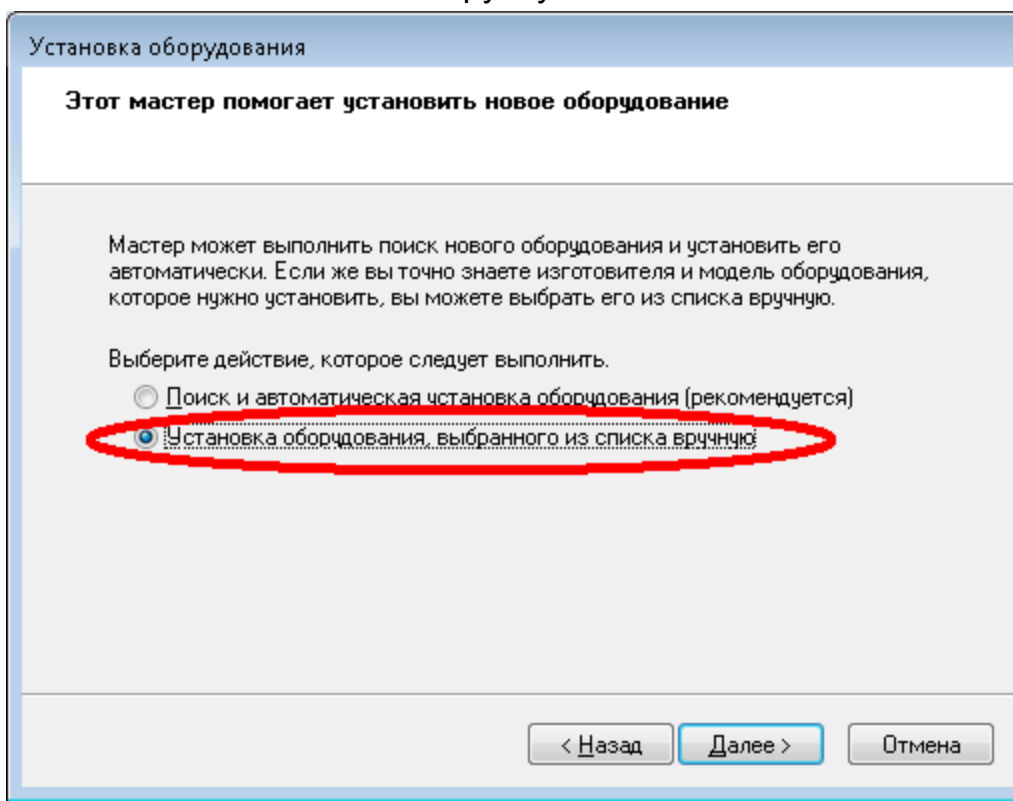 Установка оборудования
Этот мастер помогает установить новое оборудование
Мастер может выполнить поиск нового оборудования и установить его
автоматически. Если же вы точно знаете изготовителя и модель оборудования,
которое нужно установить, вы можете выбрать его из списка вручную.
Выберите действие, которое следует выполнить.
Поиск и автоматическая установка оборудования (рекомендуется)
Установка оборудования, выбранного из списка вручную
< Назад Далее > Отмена